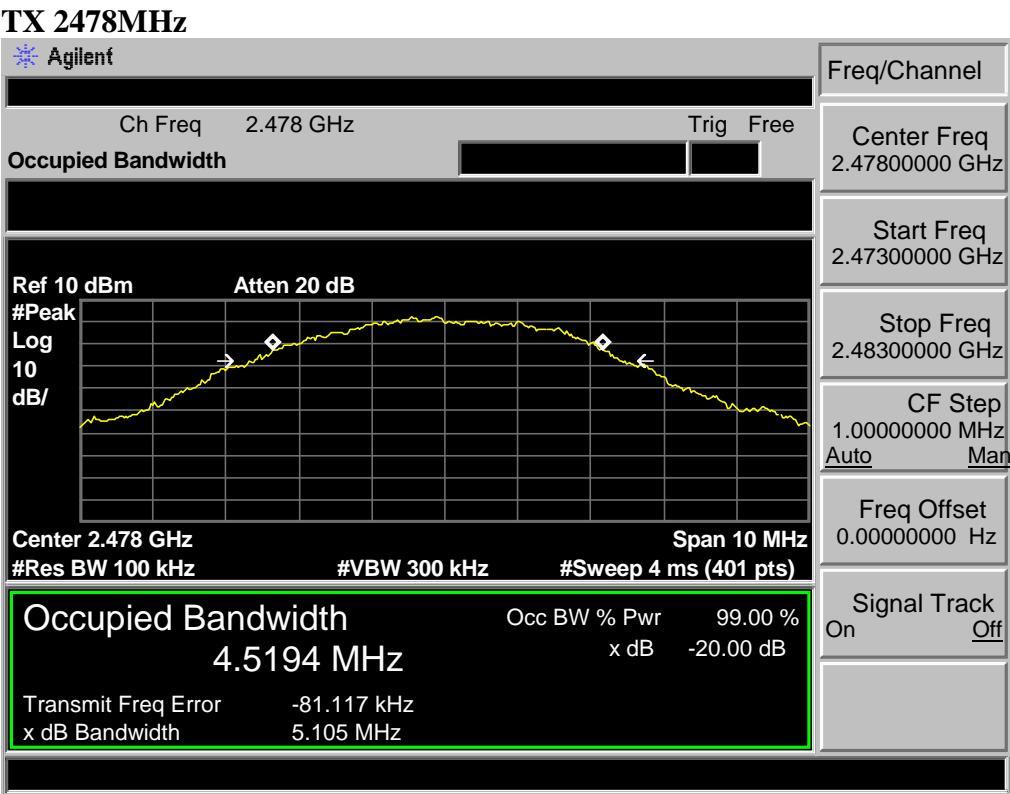 TX 2478MHz
Agilent
Freq/Channel
Ch Freq 2.478 GHz Trig Free
Occupied Bandwidth
Center Freq
2.47800000 GHz
Start Freq
2.47300000 GHz
Stop Freq
2.48300000 GHz
CF Step
1.00000000 MHz
Auto Man
Freq Offset
0.00000000 Hz
Signal Track
On Off
Ref 10 dBm Atten 20 dB
#Peak
Log
10
dB/
Center 2.478 GHz Span 10 MHz
#Res BW 100 kHz #VBW 300 kHz #Sweep 4 ms (401 pts)
Occupied Bandwidth Occ BW % Pwr 99.00 %
4.5194 MHz x dB -20.00 dB
Transmit Freq Error -81.117 kHz
x dB Bandwidth 5.105 MHz